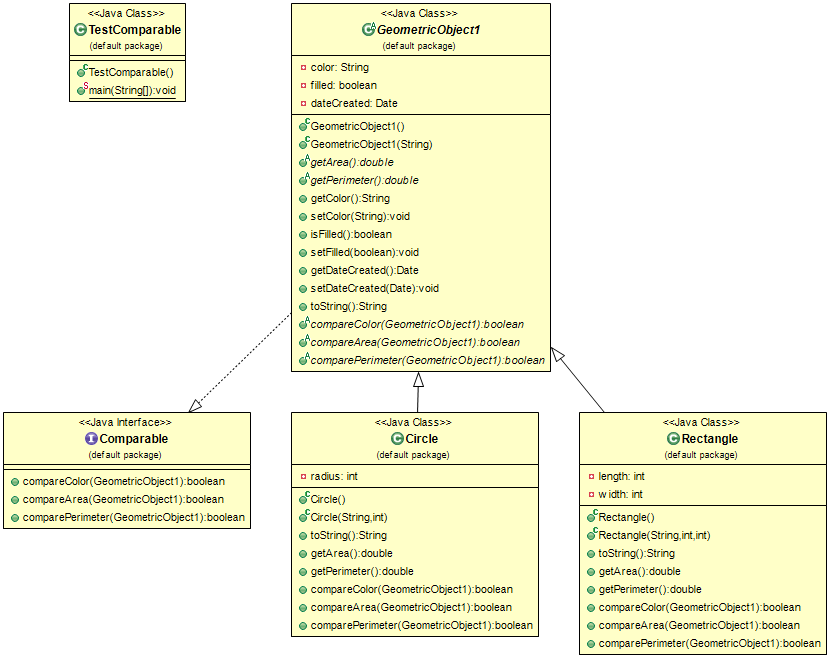 <<Java Class>>
TestComparable
(default package)
TestComparable()
main(String[]):void
<<Java Class>>
GeometricObject1
(default package)
color: String
filled: boolean
dateCreated: Date
GeometricObject1()
GeometricObject1(String)
getArea():double
getPerimeter():double
getColor():String
setColor(String):void
isFilled():boolean
setFilled(boolean):void
getDateCreated():Date
setDateCreated(Date):void
toString():String
compareColor(GeometricObject1):boolean
compareArea(GeometricObject1):boolean
comparePerimeter(GeometricObject1):boolean
<<Java Interface>>
Comparable
(default package)
compareColor(GeometricObject1):boolean
compareArea(GeometricObject1):boolean
comparePerimeter(GeometricObject1):boolean
<<Java Class>>
Circle
(default package)
radius: int
Circle()
Circle(String,int)
toString():String
getArea():double
getPerimeter():double
compareColor(GeometricObject1):boolean
compareArea(GeometricObject1):boolean
comparePerimeter(GeometricObject1):boolean
<<Java Class>>
Rectangle
(default package)
length: int
width: int
Rectangle()
Rectangle(String,int,int)
toString():String
getArea():double
getPerimeter():double
compareColor(GeometricObject1):boolean
compareArea(GeometricObject1):boolean
comparePerimeter(GeometricObject1):boolean